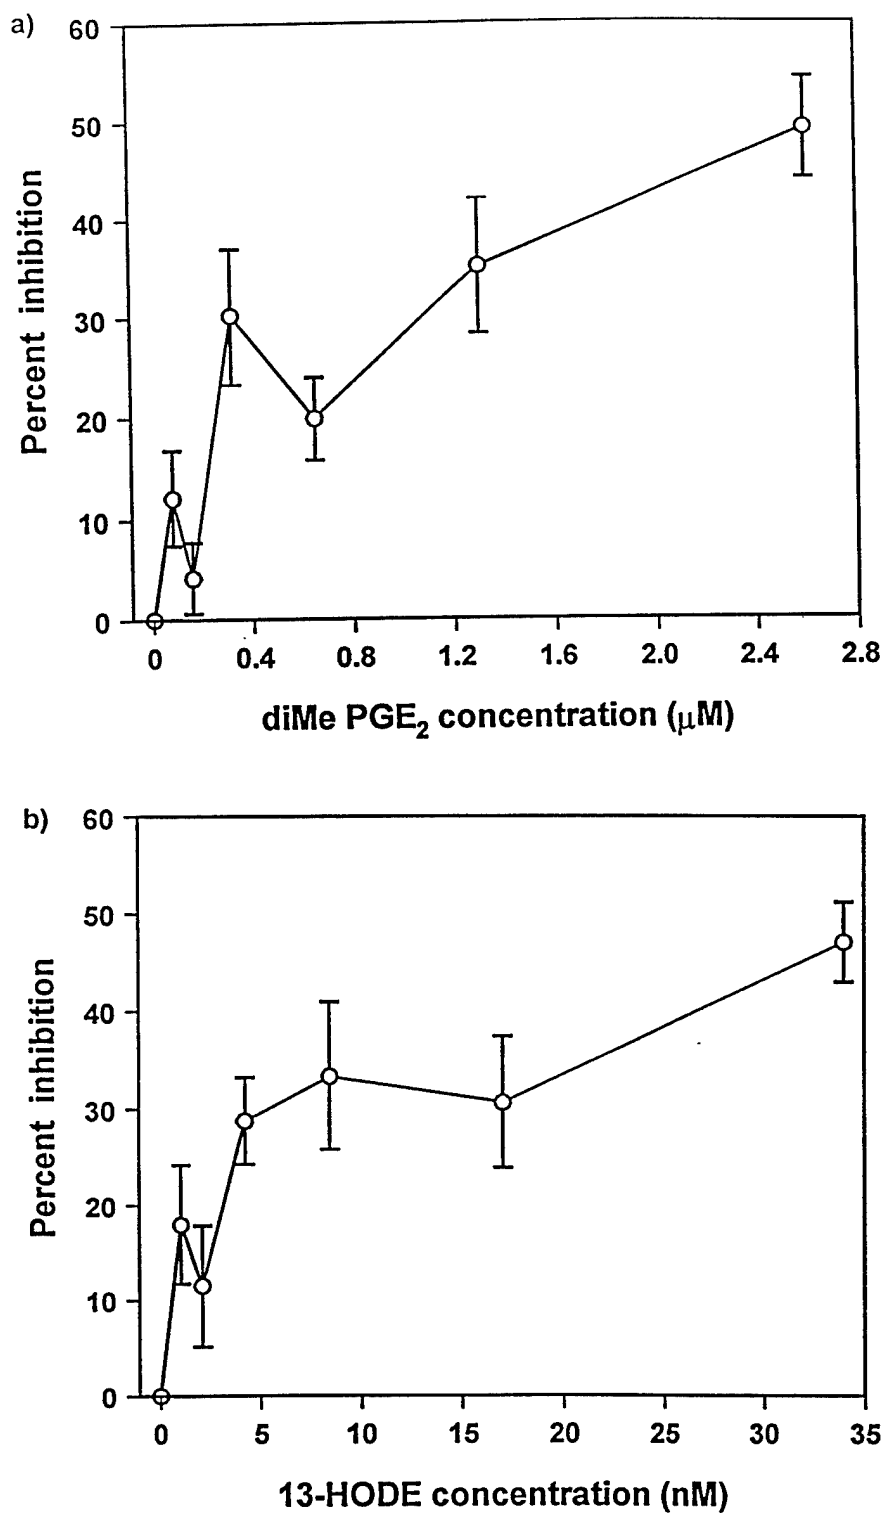 a)
60
50
40
30
20
10
0
Percent inhibition
0 0.4 0.8 1.2 1.6 2.0 2.4 2.8
diMe PGE₂ concentration (μM)
b)
60
50
40
30
20
10
0
Percent inhibition
0 5 10 15 20 25 30 35
13-HODE concentration (nM)